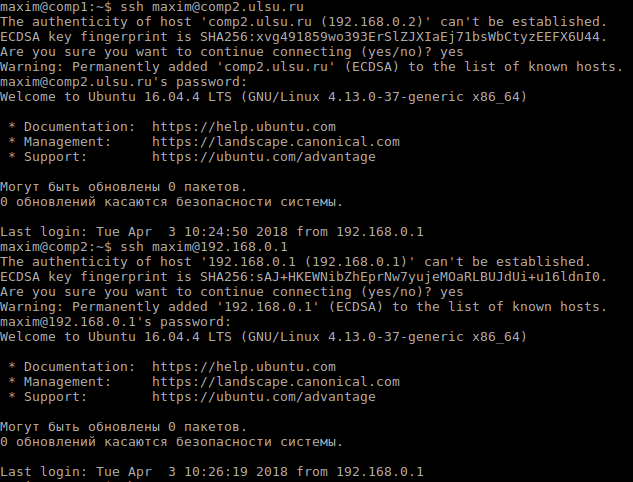 maxim@comp1:~$ ssh maxim@comp2.ulsu.ru
The authenticity of host 'comp2.ulsu.ru (192.168.0.2)' can't be established.
ECDSA key fingerprint is SHA256:xvg491859wo393ErSlZJXIaEj71bsWbCtyzEEFX6U44.
Are you sure you want to continue connecting (yes/no)? yes
Warning: Permanently added 'comp2.ulsu.ru' (ECDSA) to the list of known hosts.
maxim@comp2.ulsu.ru's password:
Welcome to Ubuntu 16.04.4 LTS (GNU/Linux 4.13.0-37-generic x86_64)
* Documentation:  https://help.ubuntu.com
* Management:     https://landscape.canonical.com
* Support:        https://ubuntu.com/advantage
Могут быть обновлены 0 пакетов.
0 обновлений касаются безопасности системы.
Last login: Tue Apr  3 10:24:50 2018 from 192.168.0.1
maxim@comp2:~$ ssh maxim@192.168.0.1
The authenticity of host '192.168.0.1 (192.168.0.1)' can't be established.
ECDSA key fingerprint is SHA256:sAJ+HKEWNibZhEprNw7yujeMOaRLBUJdUi+u16ldnI0.
Are you sure you want to continue connecting (yes/no)? yes
Warning: Permanently added '192.168.0.1' (ECDSA) to the list of known hosts.
maxim@192.168.0.1's password:
Welcome to Ubuntu 16.04.4 LTS (GNU/Linux 4.13.0-37-generic x86_64)
* Documentation:  https://help.ubuntu.com
* Management:     https://landscape.canonical.com
* Support:        https://ubuntu.com/advantage
Могут быть обновлены 0 пакетов.
0 обновлений касаются безопасности системы.
Last login: Tue Apr  3 10:26:19 2018 from 192.168.0.1